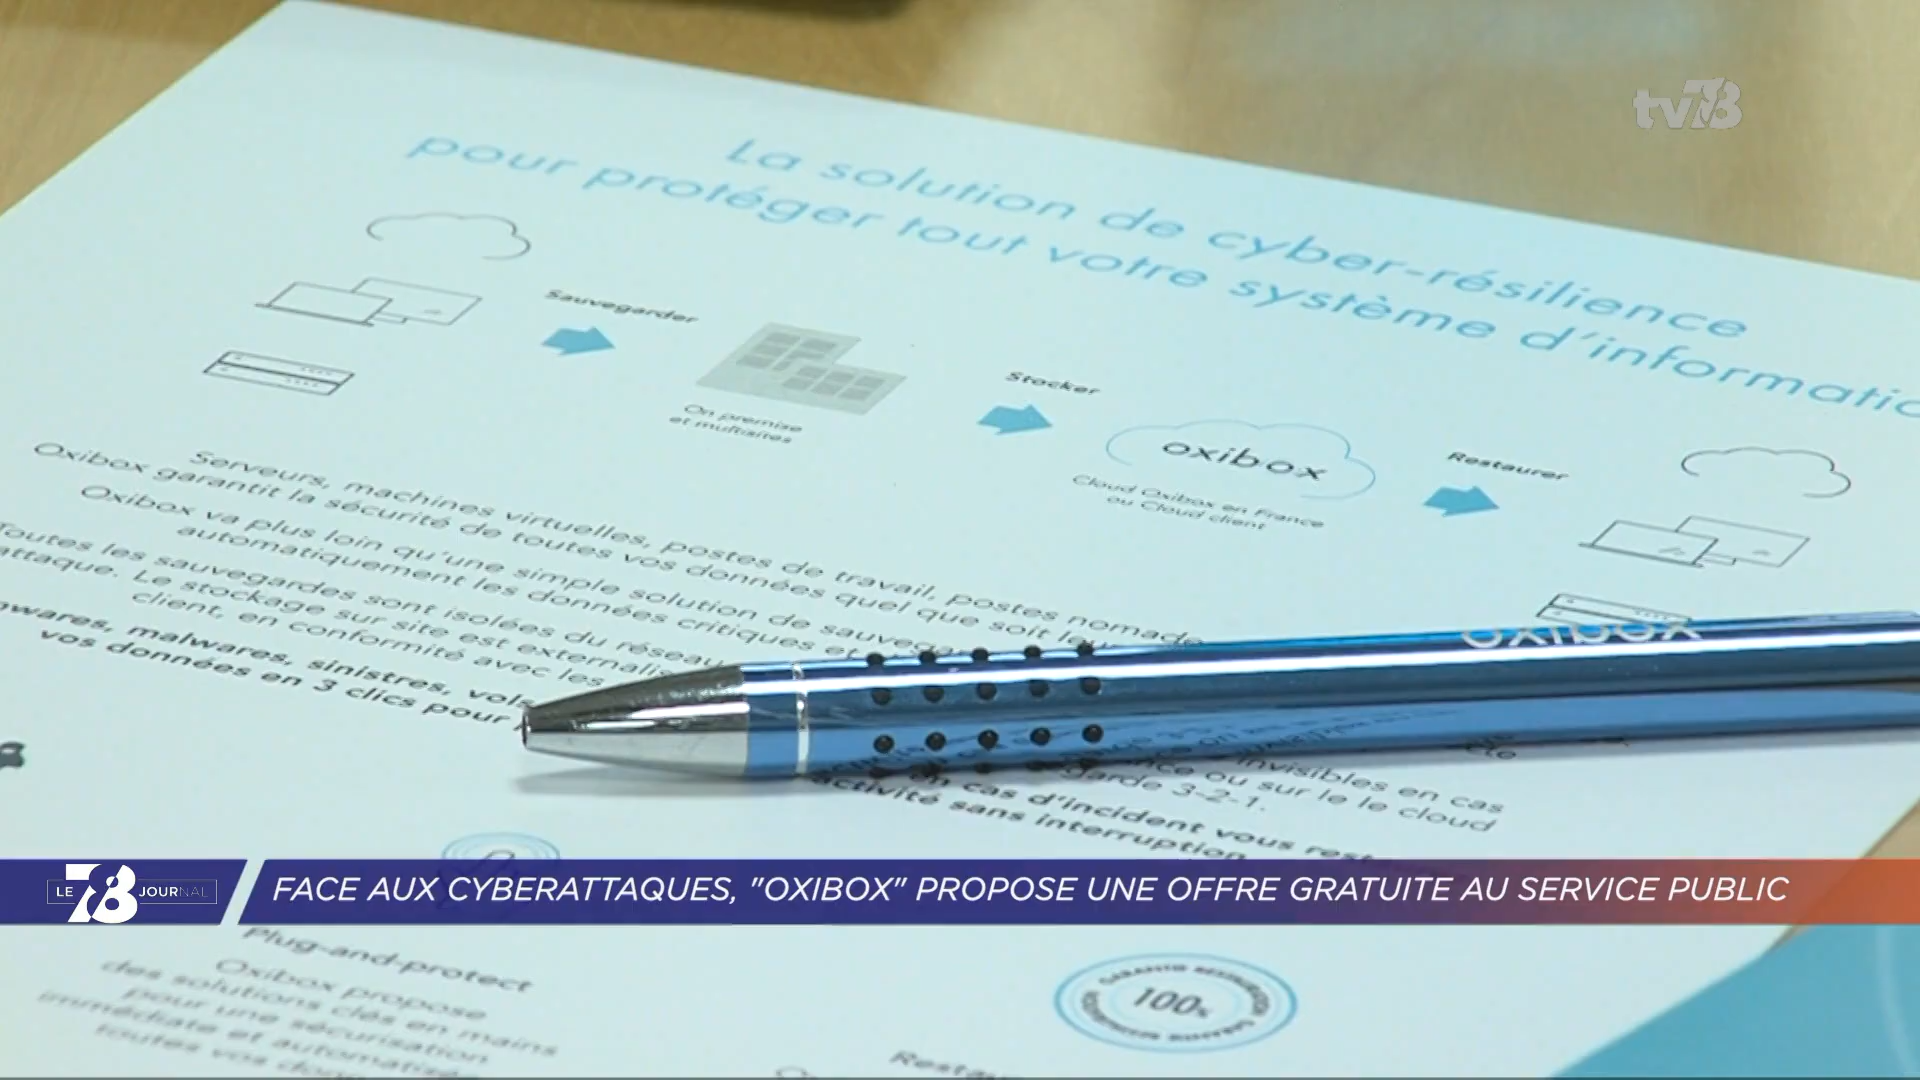 tv78
La solution de cyber-résilience
pour protéger tout votre système d'informatio
Sauvegarder
Stocker
Restaurer
On premise
et multisites
oxibox
Cloud Oxibox en France
ou Cloud client
Serveurs, machines virtuelles, postes de travail, postes nomade
Oxibox garantit la sécurité de toutes vos données quel que soit leur
Oxibox va plus loin qu'une simple solution de sauvega
automatiquement les données critiques et
Toutes les sauvegardes sont isolées du réseau
invisibles en cas
attaque. Le stockage sur site est externalis
ou sur le le cloud
client, en conformité avec les
garde 3-2-1.
wares, malwares, sinistres, vols
en cas d'incident vous rest
vos données en 3 clics pour
activité sans interruption
oxibox
LE 78 JOURNAL
FACE AUX CYBERATTAQUES, "OXIBOX" PROPOSE UNE OFFRE GRATUITE AU SERVICE PUBLIC
Plug-and-protect
Oxibox propose
des solutions clés en mains
pour une sécurisation
immédiate et automatisée
toutes vos donn
100%
Resta